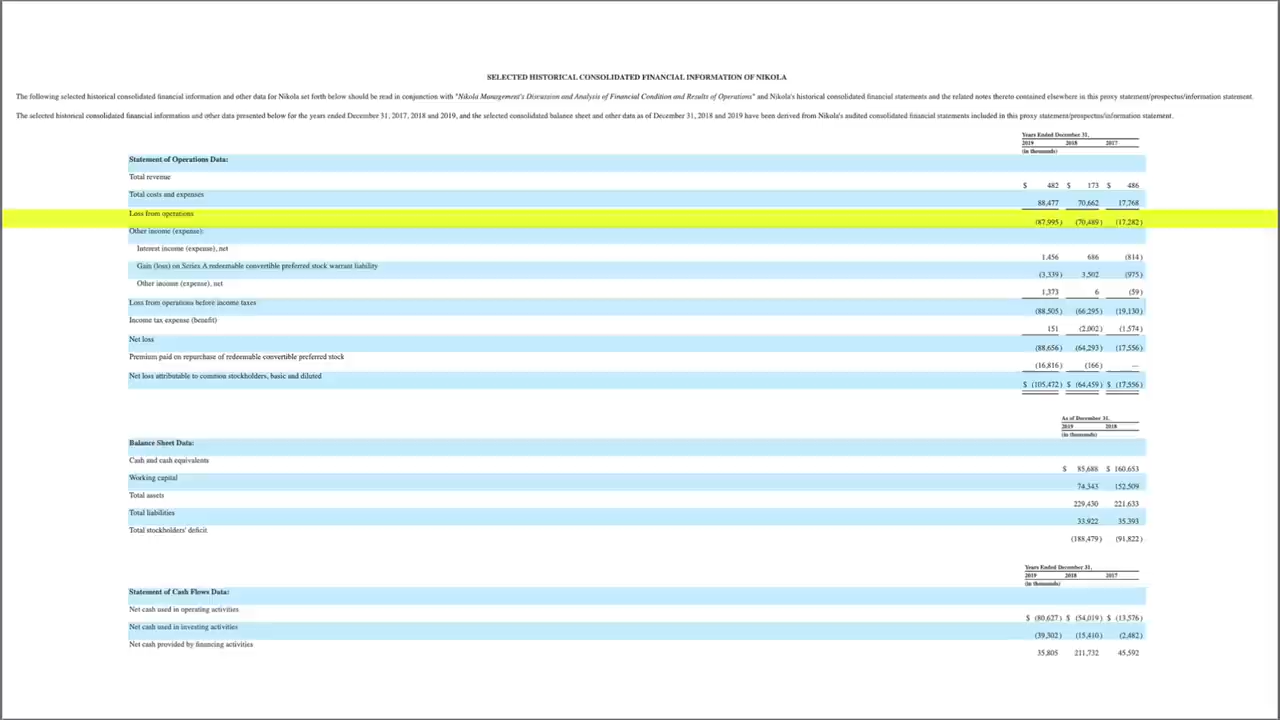 SELECTED HISTORICAL CONSOLIDATED FINANCIAL INFORMATION OF NIKOLA
The following selected historical consolidated financial information and other data for Nikola set forth below should be read in conjunction with "Nikola Management's Discussion and Analysis of Financial Condition and Results of Operations" and Nikola's historical consolidated financial statements and the related notes thereto contained elsewhere in this proxy statement/prospectus/information statement.
The selected historical consolidated financial information and other data presented below for the years ended December 31, 2017, 2018 and 2019, and the selected consolidated balance sheet and other data as of December 31, 2018 and 2019 have been derived from Nikola's audited consolidated financial statements included in this proxy statement/prospectus/information statement.
Years Ended December 31,
2019 2018 2017
(in thousands)
Statement of Operations Data:
Total revenue $ 482 $ 173 $ 486
Total costs and expenses 88,477 70,662 17,768
Loss from operations (87,995) (70,489) (17,282)
Other income (expense):
Interest income (expense), net 1,456 686 (814)
Gain (loss) on Series A redeemable convertible preferred stock warrant liability (3,339) 3,502 (975)
Other income (expense), net 1,373 6 (59)
Loss from operations before income taxes (88,505) (66,295) (19,130)
Income tax expense (benefit) 151 (2,002) (1,574)
Net loss (88,656) (64,293) (17,556)
Premium paid on repurchase of redeemable convertible preferred stock (16,816) (166) —
Net loss attributable to common stockholders, basic and diluted $ (105,472) $ (64,459) $ (17,556)
As of December 31,
2019 2018
(in thousands)
Balance Sheet Data:
Cash and cash equivalents $ 85,688 $ 160,653
Working capital 74,343 152,509
Total assets 229,430 221,633
Total liabilities 33,922 35,393
Total stockholders' deficit (188,479) (91,822)
Years Ended December 31,
2019 2018 2017
(in thousands)
Statement of Cash Flows Data:
Net cash used in operating activities $ (80,627) $ (54,019) $ (13,576)
Net cash used in investing activities (39,302) (15,410) (2,482)
Net cash provided by financing activities 35,805 211,732 45,592